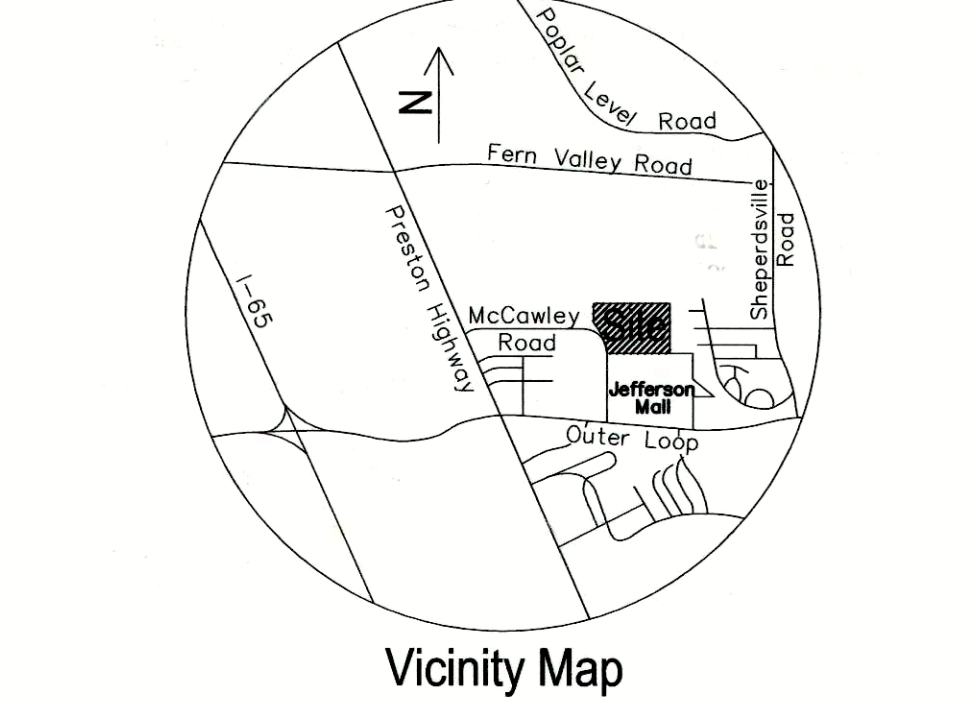 Poplar Level Road
N
Fern Valley Road
Sheperdsville
Road
Preston Highway
I-65
McCawley
Road
Site
Jefferson
Mall
Outer Loop
Vicinity Map